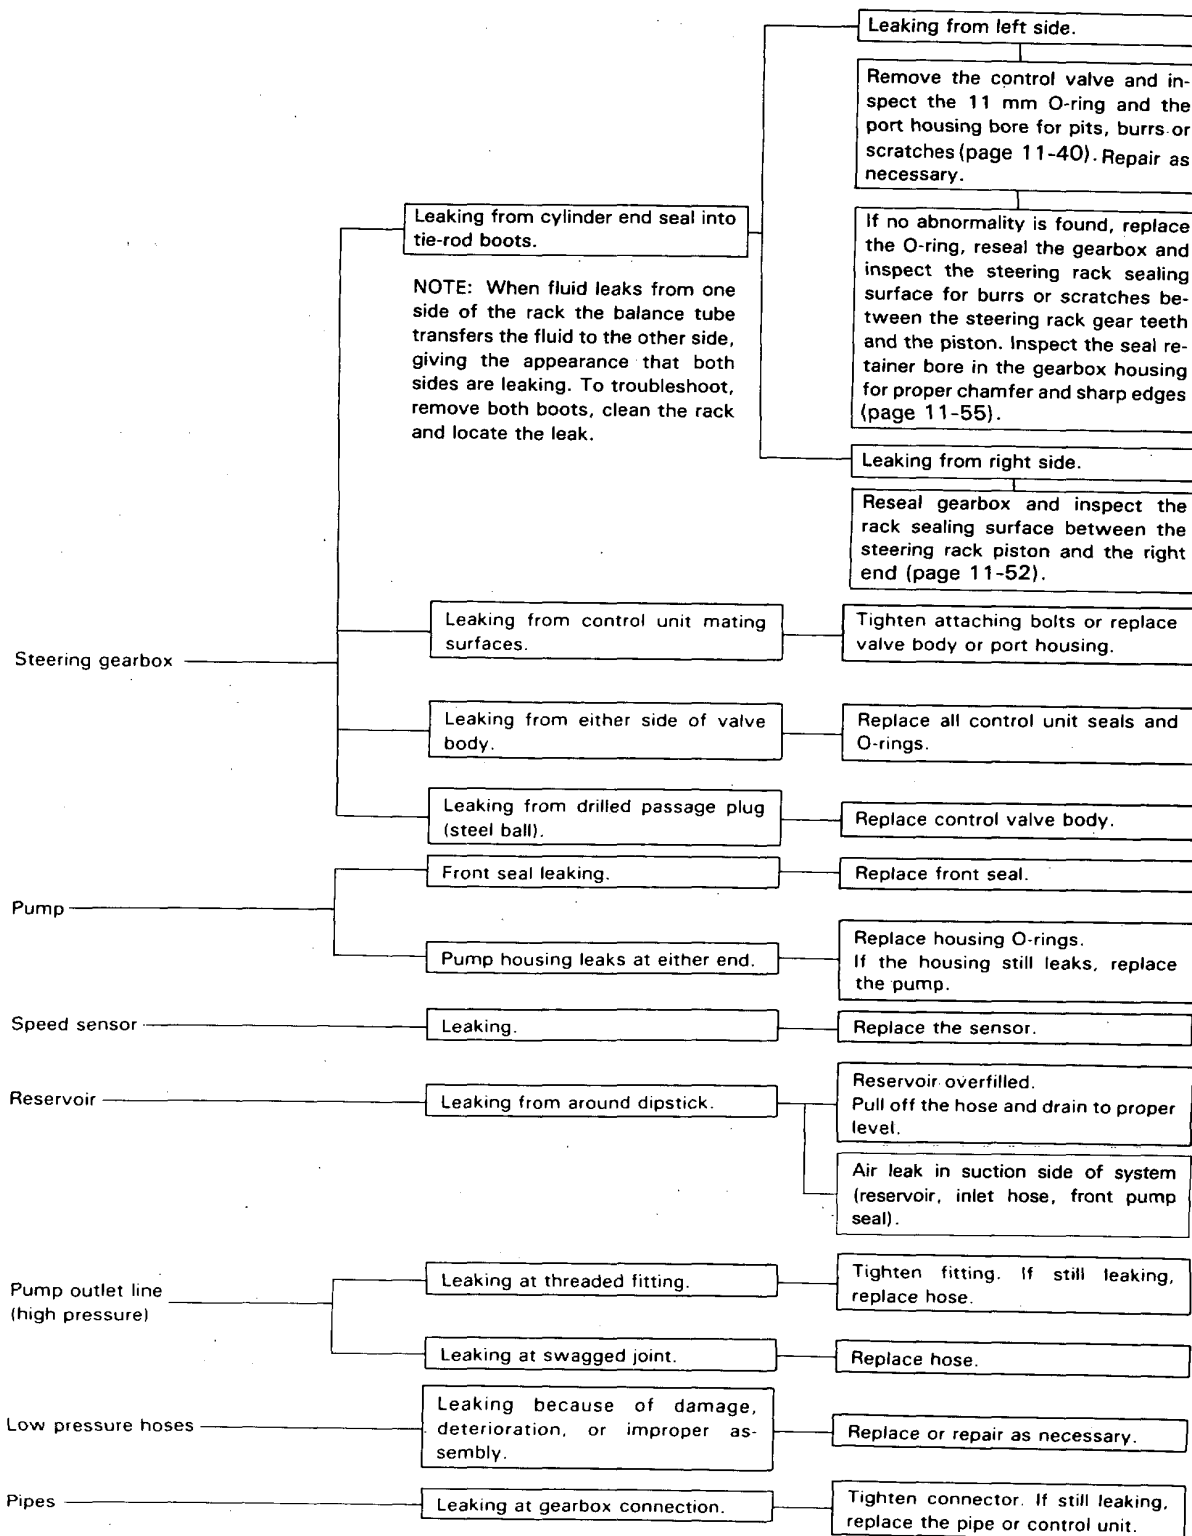 Leaking from left side.
Remove the control valve and in-
spect the 11 mm O-ring and the
port housing bore for pits, burrs or
scratches (page 11-40). Repair as
necessary.
Leaking from cylinder end seal into
tie-rod boots.
NOTE: When fluid leaks from one
side of the rack the balance tube
transfers the fluid to the other side,
giving the appearance that both
sides are leaking. To troubleshoot,
remove both boots, clean the rack
and locate the leak.
If no abnormality is found, replace
the O-ring, reseal the gearbox and
inspect the steering rack sealing
surface for burrs or scratches be-
tween the steering rack gear teeth
and the piston. Inspect the seal re-
tainer bore in the gearbox housing
for proper chamfer and sharp edges
(page 11-55).
Leaking from right side.
Reseal gearbox and inspect the
rack sealing surface between the
steering rack piston and the right
end (page 11-52).
Steering gearbox
Leaking from control unit mating
surfaces.
Tighten attaching bolts or replace
valve body or port housing.
Leaking from either side of valve
body.
Replace all control unit seals and
O-rings.
Leaking from drilled passage plug
(steel ball).
Replace control valve body.
Pump
Front seal leaking.
Replace front seal.
Pump housing leaks at either end.
Replace housing O-rings.
If the housing still leaks, replace
the pump.
Speed sensor
Leaking.
Replace the sensor.
Reservoir
Leaking from around dipstick.
Reservoir overfilled.
Pull off the hose and drain to proper
level.
Air leak in suction side of system
(reservoir, inlet hose, front pump
seal).
Pump outlet line
(high pressure)
Leaking at threaded fitting.
Tighten fitting. If still leaking,
replace hose.
Leaking at swagged joint.
Replace hose.
Low pressure hoses
Leaking because of damage,
deterioration, or improper as-
sembly.
Replace or repair as necessary.
Pipes
Leaking at gearbox connection.
Tighten connector. If still leaking,
replace the pipe or control unit.